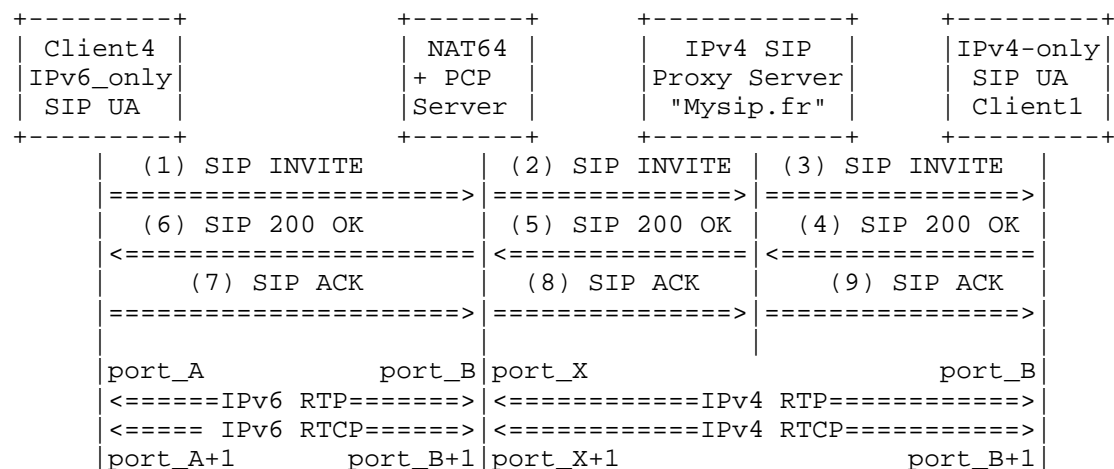 +---------+ +-------+ +------------+ +---------+
| Client4 | | NAT64 | | IPv4 SIP | |IPv4-only|
|IPv6_only| |+ PCP | |Proxy Server| | SIP UA |
| SIP UA | |Server | | "Mysip.fr" | | Client1 |
+---------+ +-------+ +------------+ +---------+
| (1) SIP INVITE | (2) SIP INVITE | (3) SIP INVITE |
|======================>|===============>|================>|
| (6) SIP 200 OK | (5) SIP 200 OK | (4) SIP 200 OK |
|<======================|<===============|<================|
| (7) SIP ACK | (8) SIP ACK | (9) SIP ACK |
|======================>|===============>|================>|
| | | |
|port_A port_B|port_X port_B|
|<======IPv6 RTP=======>|<============IPv4 RTP============>|
|<===== IPv6 RTCP======>|<============IPv4 RTCP===========>|
|port_A+1 port_B+1|port_X+1 port_B+1|